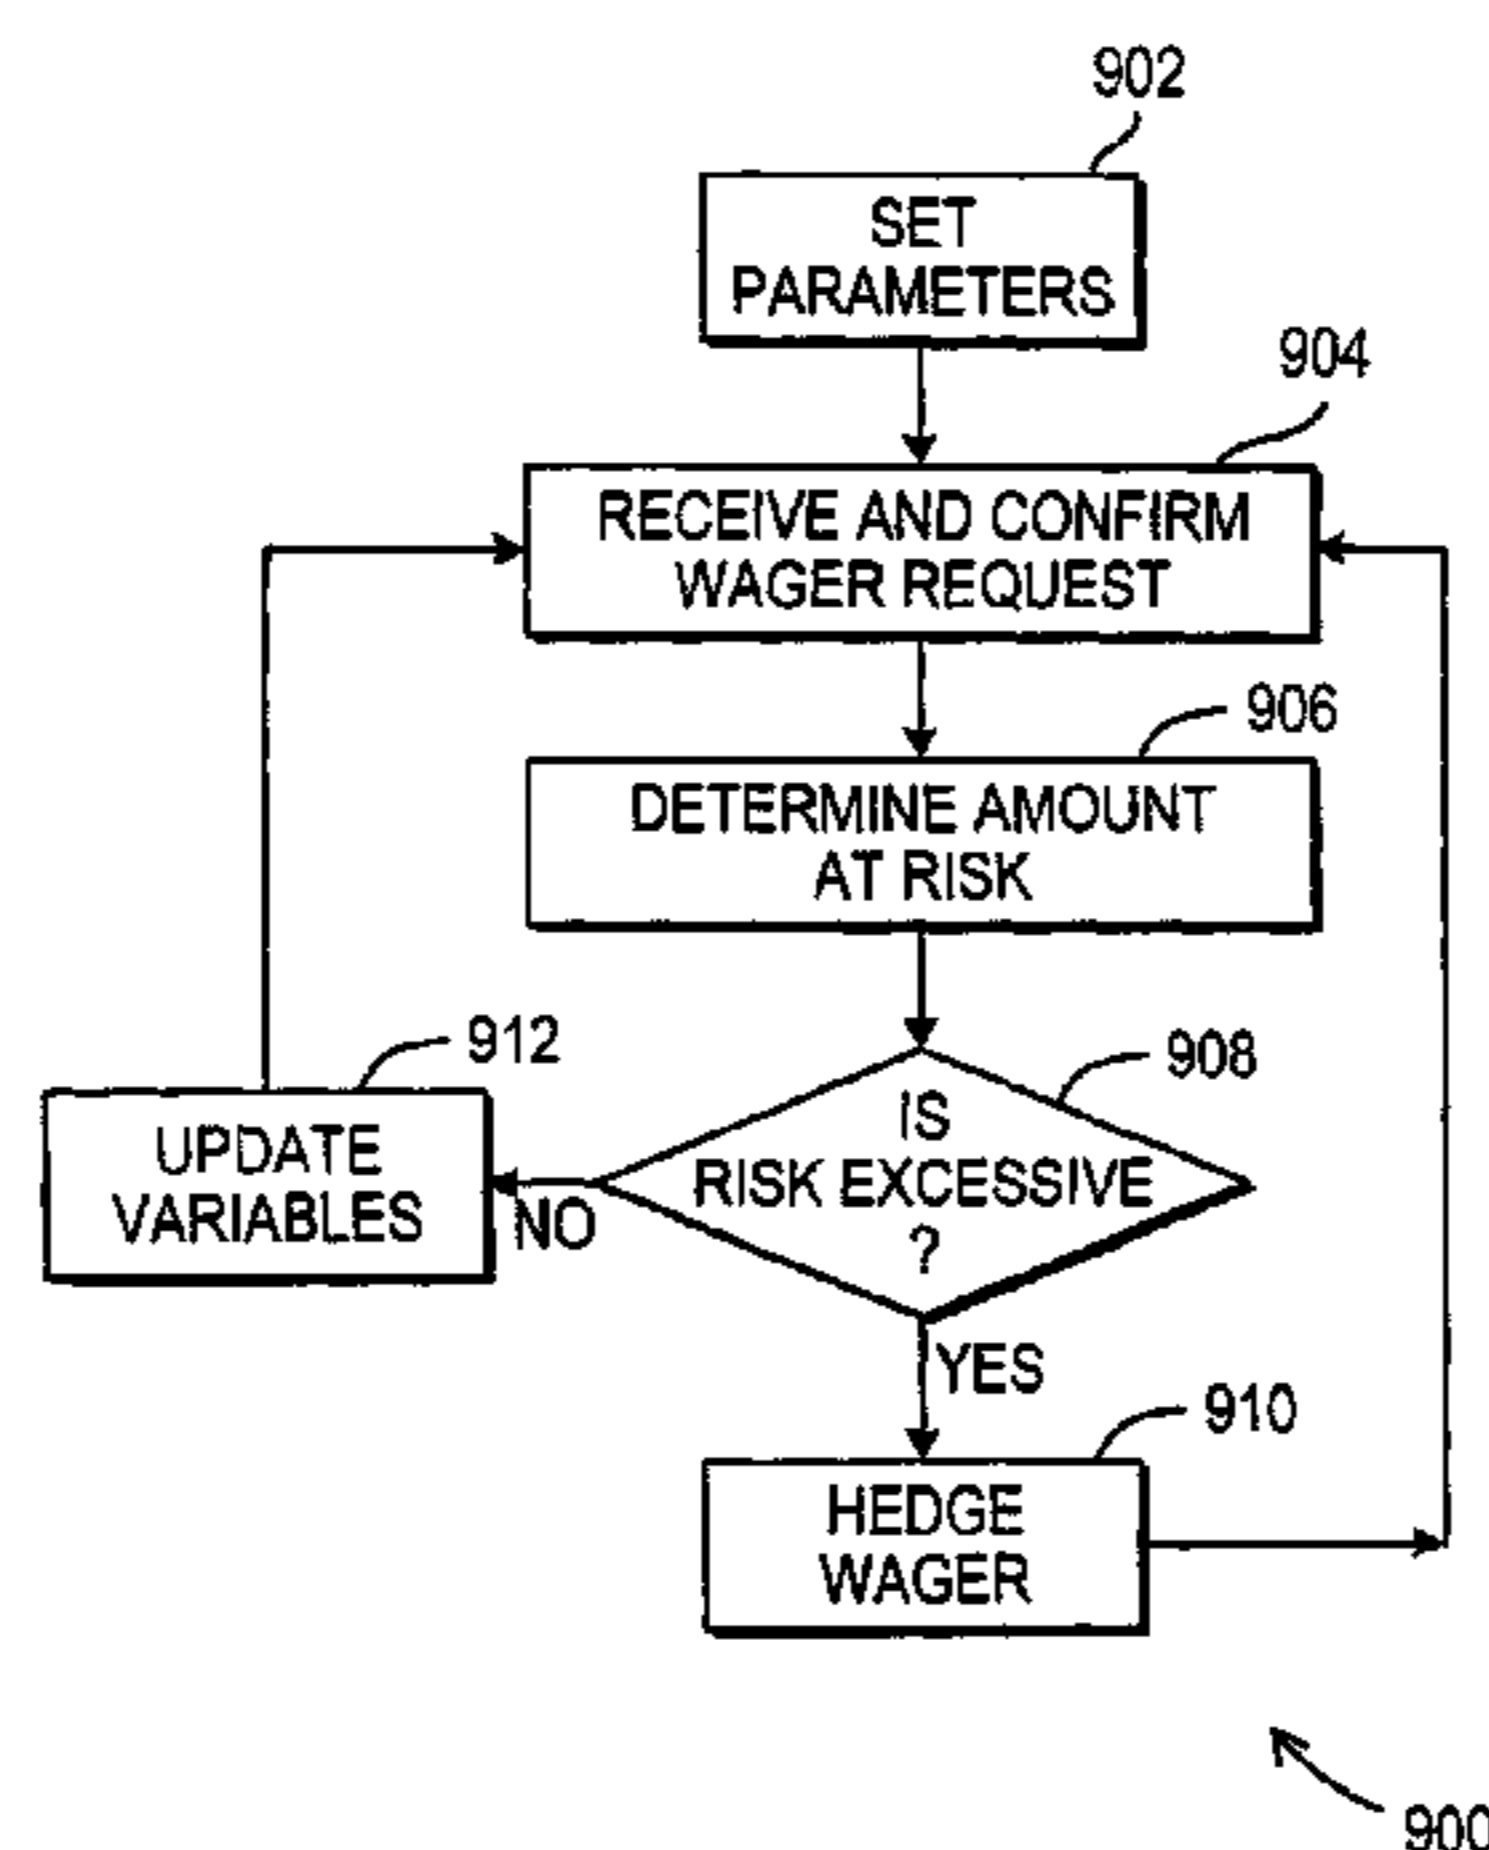 902
SET
PARAMETERS
904
RECEIVE AND CONFIRM
WAGER REQUEST
906
DETERMINE AMOUNT
AT RISK
912
908
UPDATE
VARIABLES
IS
RISK EXCESSIVE
?
NO
YES
910
HEDGE
WAGER
900